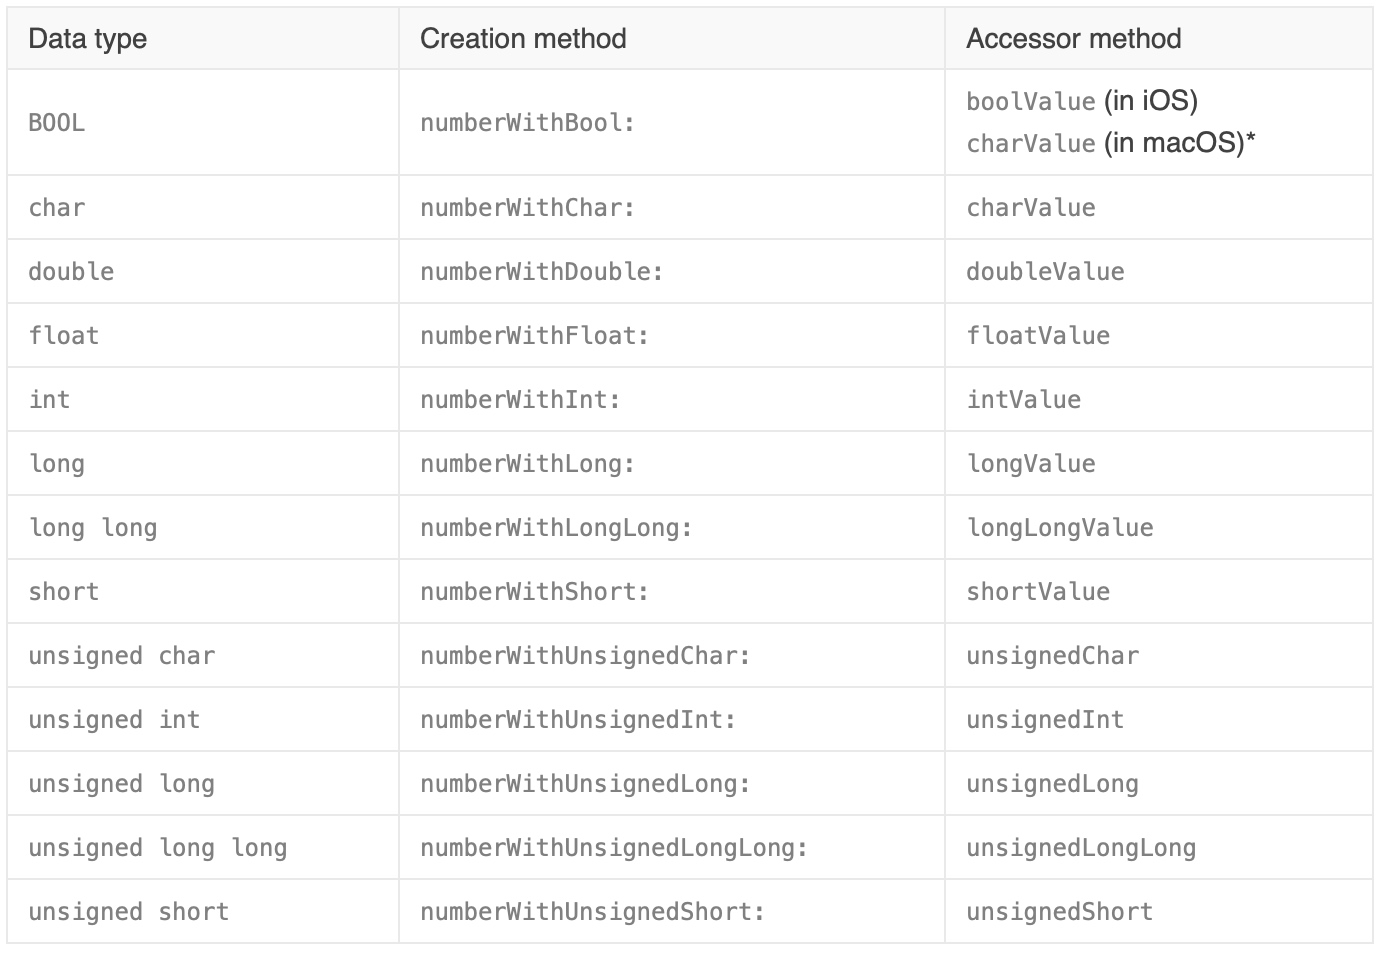 Data type Creation method Accessor method
BOOL numberWithBool: boolValue (in iOS)
charValue (in macOS)*
char numberWithChar: charValue
double numberWithDouble: doubleValue
float numberWithFloat: floatValue
int numberWithInt: intValue
long numberWithLong: longValue
long long numberWithLongLong: longLongValue
short numberWithShort: shortValue
unsigned char numberWithUnsignedChar: unsignedChar
unsigned int numberWithUnsignedInt: unsignedInt
unsigned long numberWithUnsignedLong: unsignedLong
unsigned long long numberWithUnsignedLongLong: unsignedLongLong
unsigned short numberWithUnsignedShort: unsignedShort